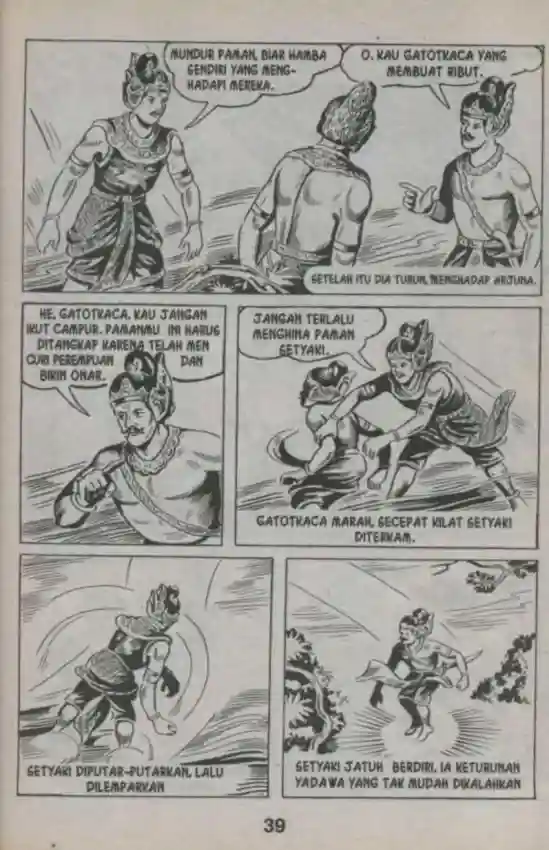 MUNDUR PAMAN, BIAR HAMBA
SENDIRI YANG MENG-
HADAPI MEREKA.
O. KAU GATOTKACA YANG
MEMBUAT RIBUT.
SETELAH ITU DIA TURUN, MENGHADAP ARJUNA.
HE, GATOTKACA, KAU JANGAN
IKUT CAMPUR. PAMANMU INI HARUS
DITANGKAP KARENA TELAH MEN
CURI PEREMPUAN DAN
BIKIN ONAR.
JANGAN TERLALU
MENGHINA PAMAN
SETYAKI.
GATOTKACA MARAH, SECEPAT KILAT SETYAKI
DITERKAM.
SETYAKI DIPUTAR-PUTARKAN, LALU
DILEMPARKAN
SETYAKI JATUH BERDIRI. IA KETURUNAN
YADAWA YANG TAK MUDAH DIKALAHKAN
39